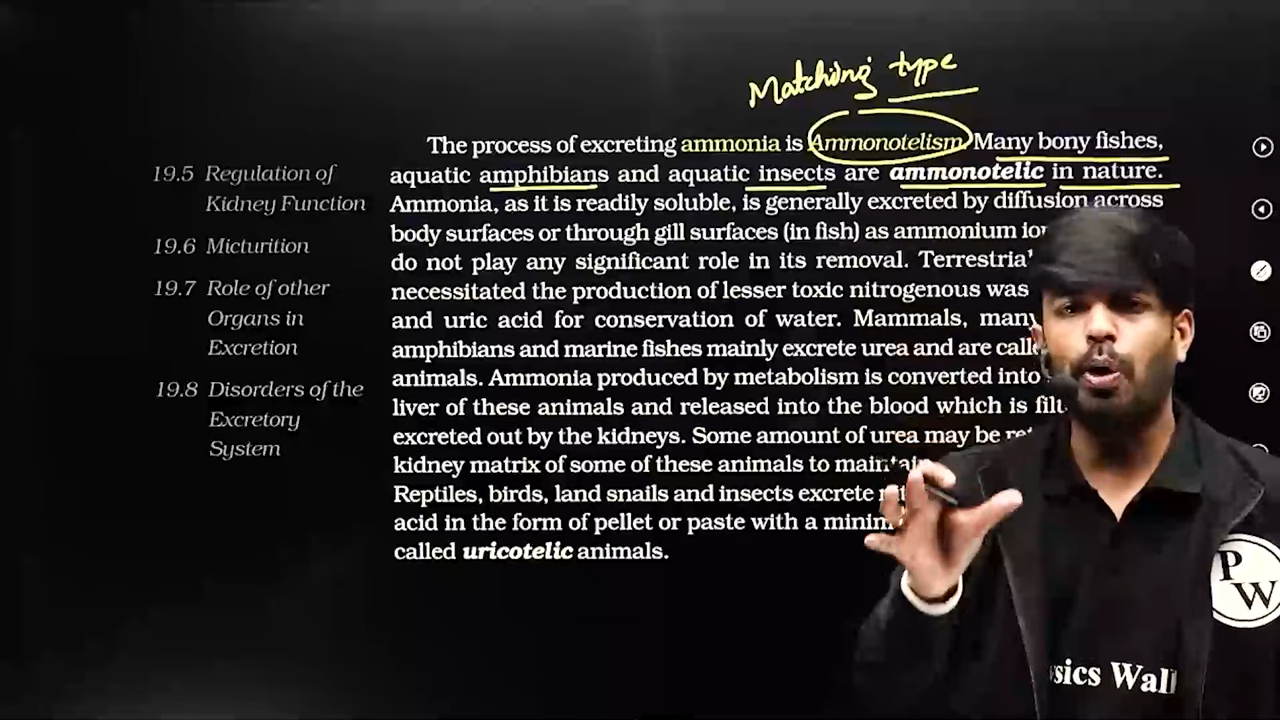 Matching type
The process of excreting ammonia is Ammonotelism. Many bony fishes,
aquatic amphibians and aquatic insects are ammonotelic in nature.
Ammonia, as it is readily soluble, is generally excreted by diffusion across
body surfaces or through gill surfaces (in fish) as ammonium
do not play any significant role in its removal. Terrestrial
necessitated the production of lesser toxic nitrogenous
and uric acid for conservation of water. Mammals, many
amphibians and marine fishes mainly excrete urea and are
animals. Ammonia produced by metabolism is converted into
liver of these animals and released into the blood which is
excreted out by the kidneys. Some amount of urea may be
kidney matrix of some of these animals to
Reptiles, birds, land snails and insects excrete
acid in the form of pellet or paste with a
called uricotelic animals.
19.5 Regulation of
Kidney Function
19.6 Micturition
19.7 Role of other
Organs in
Excretion
19.8 Disorders of the
Excretory
System
P
W
sics Wall